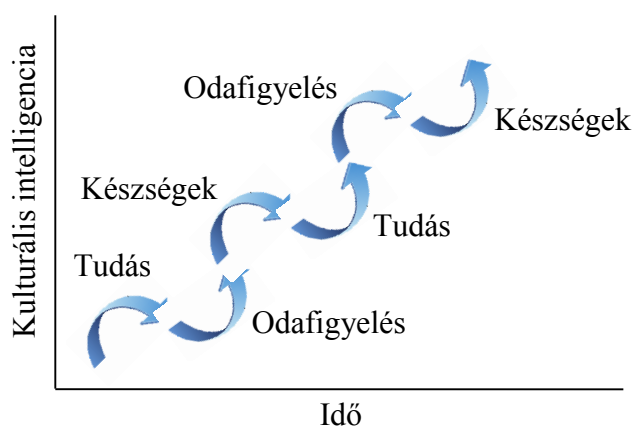 Kulturális intelligencia
Odafigyelés
Készségek
Készségek
Tudás
Tudás
Odafigyelés
Idő